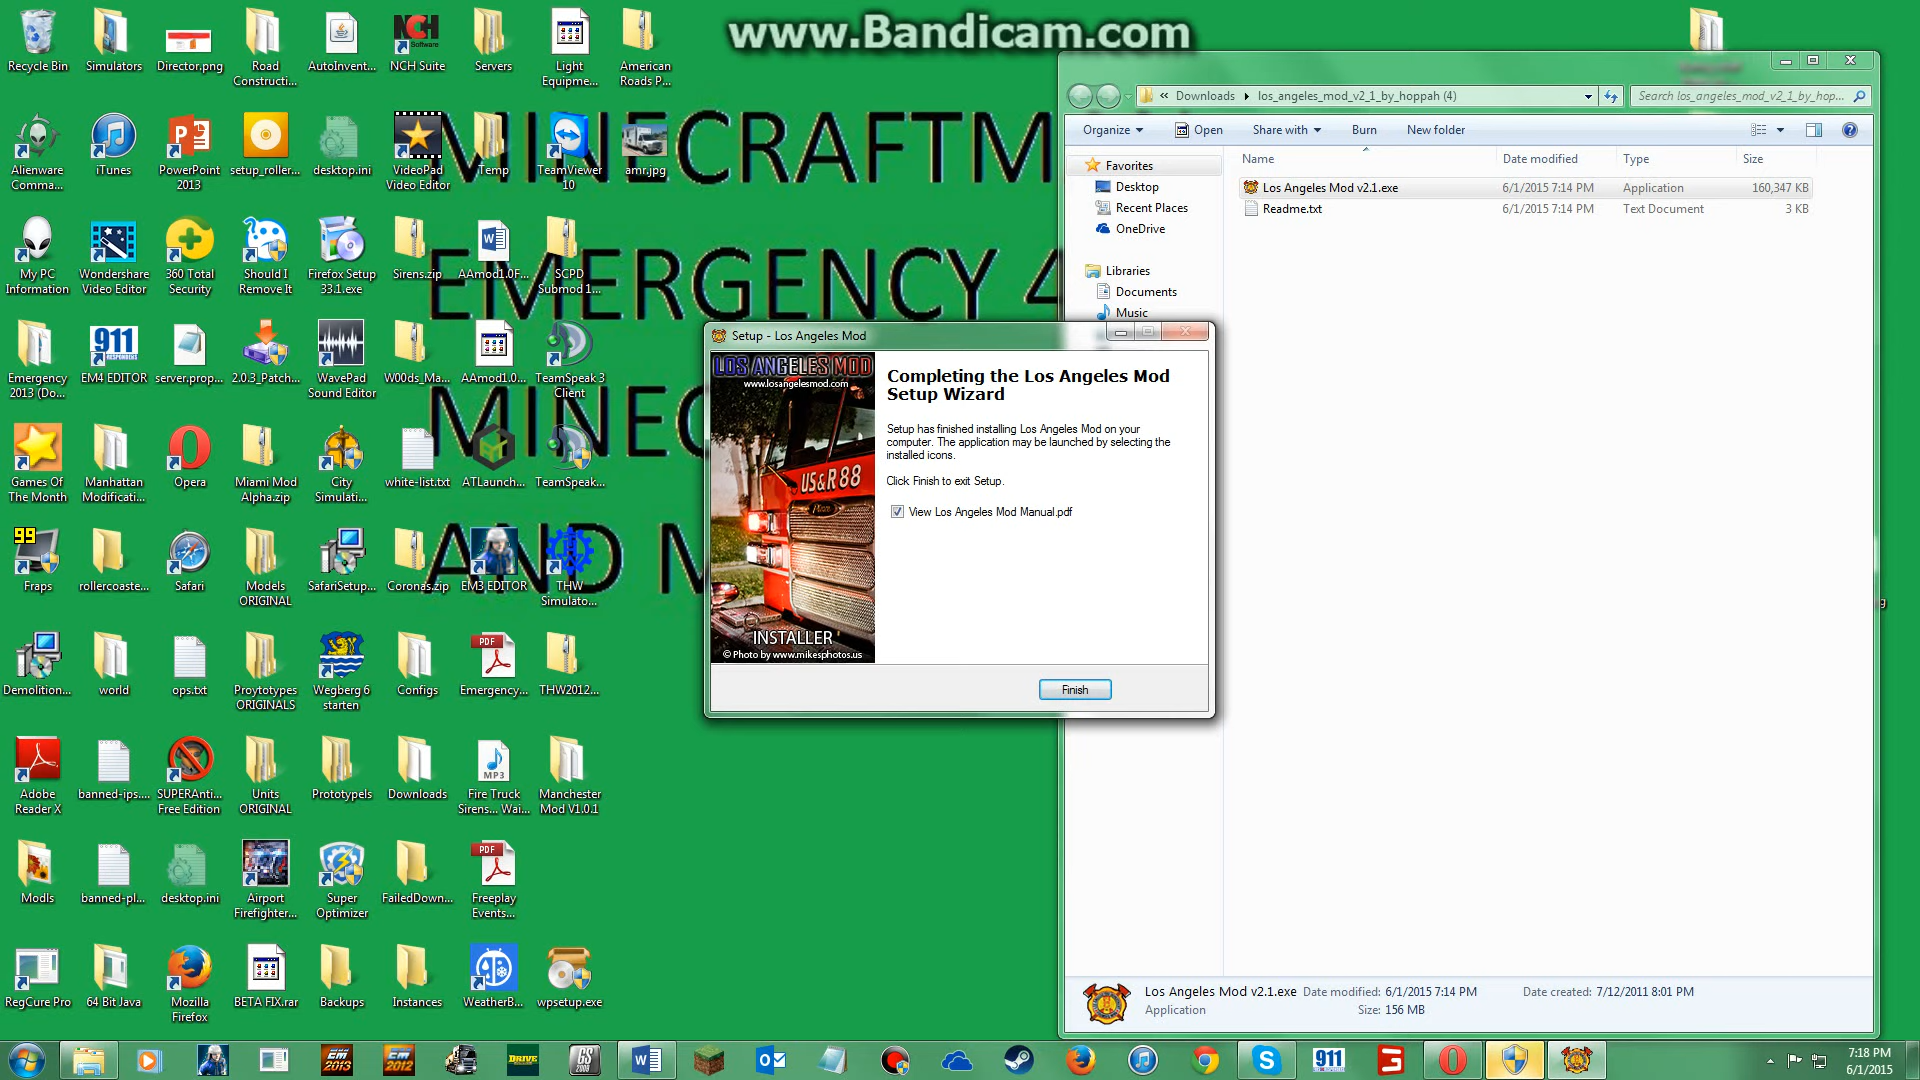 www.Bandicam.com
Recycle Bin
Simulators
Director.png
Road Constructi...
AutoInvent...
NCH Software
NCH Suite
Servers
Light Equipme...
American Roads P...
Alienware Comma...
iTunes
PowerPoint 2013
setup_roller...
desktop.ini
VideoPad Video Editor
Temp
TeamViewer 10
amr.jpg
MINECRAFTM
My PC Information
Wondershare Video Editor
360 Total Security
Should I Remove It
Firefox Setup 33.1.exe
Sirens.zip
AAmod1.0F...
SCPD Submod 1...
EMERGENCY 4
Emergency 2013 (Do...
911 RESPONDERS
EM4 EDITOR
server.prop...
2.0.3_Patch...
WavePad Sound Editor
W00ds_Ma...
AAmod1.0...
TeamSpeak 3 Client
MINEC
Games Of The Month
Manhattan Modificati...
Opera
Miami Mod Alpha.zip
City Simulati...
white-list.txt
ATLaunch...
TeamSpeak...
AND M
99
Fraps
rollercoaste...
Safari
Models ORIGINAL
SafariSetup...
Coronas.zip
EM3 EDITOR
THW Simulato...
Demolition...
world
ops.txt
Proytotypes ORIGINALS
Wegberg 6 starten
Configs
PDF
Emergency...
THW2012...
Adobe Reader X
banned-ips....
SUPERAnti... Free Edition
Units ORIGINAL
Prototypels
Downloads
MP3
Fire Truck Sirens... Wai...
Manchester Mod V1.0.1
Modls
banned-pl...
desktop.ini
Airport Firefighter...
Super Optimizer
FailedDown...
PDF
Freeplay Events...
RegCure Pro
64 Bit Java
Mozilla Firefox
BETA FIX.rar
Backups
Instances
WeatherB...
wpsetup.exe
« Downloads los_angeles_mod_v2_1_by_hoppah (4)
Search los_angeles_mod_v2_1_by_hop...
Organize Open Share with Burn New folder
Name Date modified Type Size
Los Angeles Mod v2.1.exe 6/1/2015 7:14 PM Application 160,347 KB
Readme.txt 6/1/2015 7:14 PM Text Document 3 KB
Favorites
Desktop
Recent Places
OneDrive
Libraries
Documents
Music
Setup - Los Angeles Mod
LOS ANGELES MOD
www.losangelesmod.com
US&R 88
INSTALLER
© Photo by www.mikesphotos.us
Completing the Los Angeles Mod
Setup Wizard
Setup has finished installing Los Angeles Mod on your
computer. The application may be launched by selecting the
installed icons.
Click Finish to exit Setup.
View Los Angeles Mod Manual.pdf
Finish
Los Angeles Mod v2.1.exe Date modified: 6/1/2015 7:14 PM Date created: 7/12/2011 8:01 PM
Application Size: 156 MB
EM 2013
EM 2012
DRIVE
GS 2009
911
7:18 PM
6/1/2015